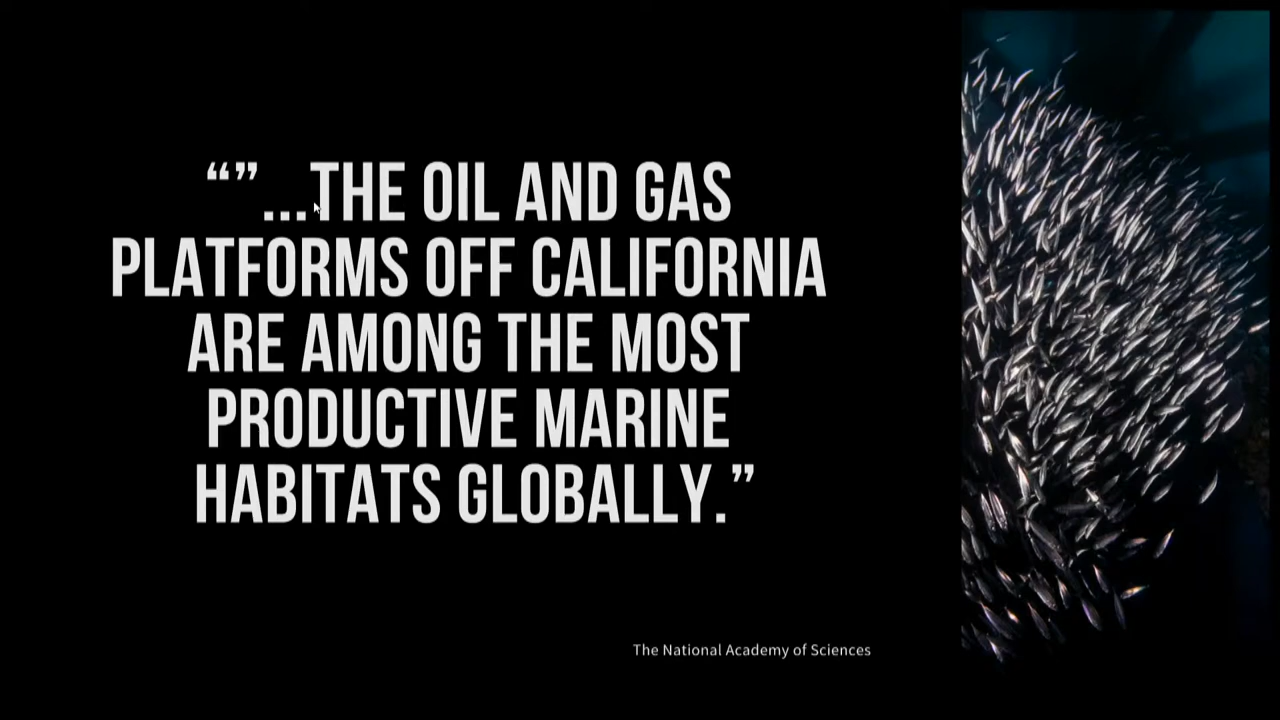 “” ...THE OIL AND GAS
PLATFORMS OFF CALIFORNIA
ARE AMONG THE MOST
PRODUCTIVE MARINE
HABITATS GLOBALLY.”
The National Academy of Sciences